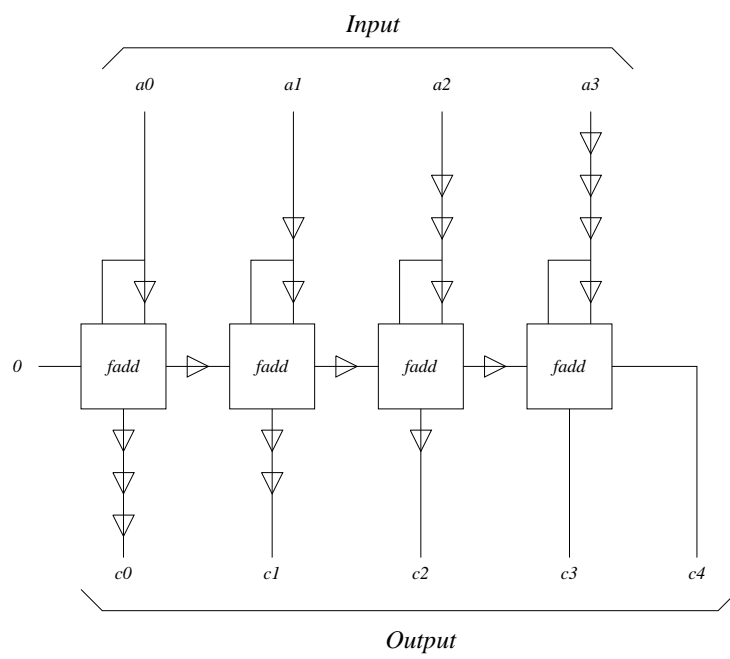 Input
a0 a1 a2 a3
0 fadd fadd fadd fadd
c0 c1 c2 c3 c4
Output